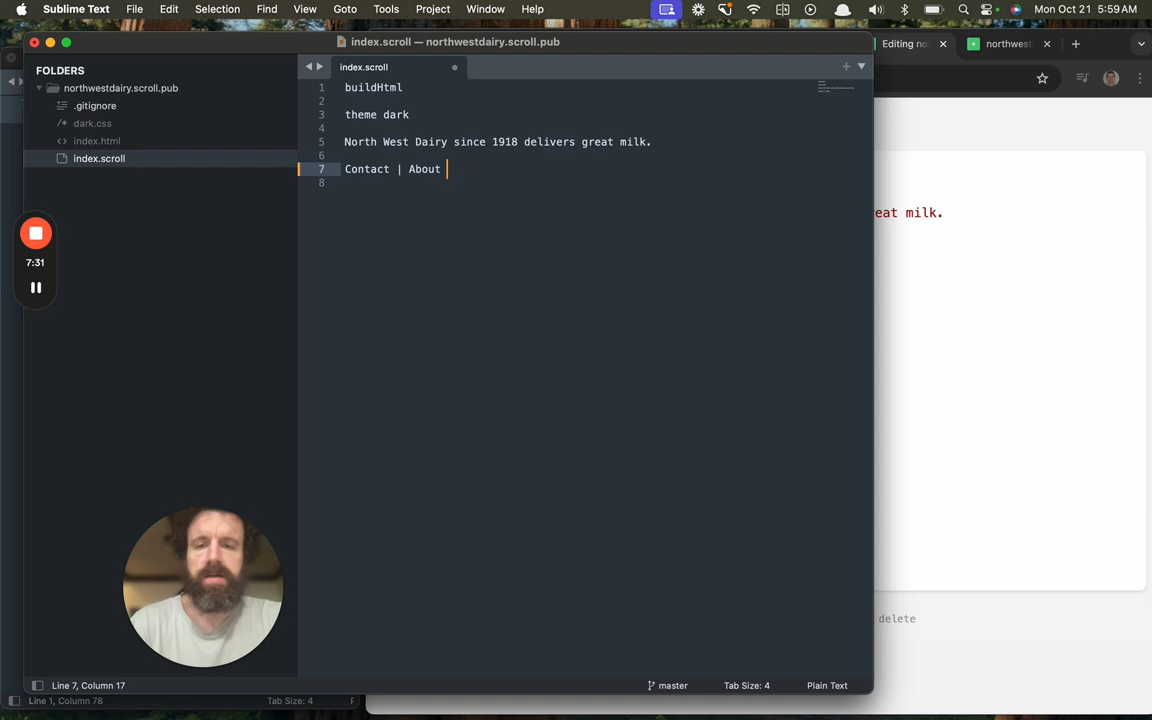 Sublime Text File Edit Selection Find View Goto Tools Project Window Help Mon Oct 21 5:59 AM
index.scroll — northwestdairy.scroll.pub
Editing no
northwest
FOLDERS
northwestdairy.scroll.pub
.gitignore
dark.css
index.html
index.scroll
index.scroll
1 buildHtml
2
3 theme dark
4
5 North West Dairy since 1918 delivers great milk.
6
7 Contact | About
8
7:31
eat milk.
delete
Line 7, Column 17 master Tab Size: 4 Plain Text
Line 1, Column 78 Tab Size: 4